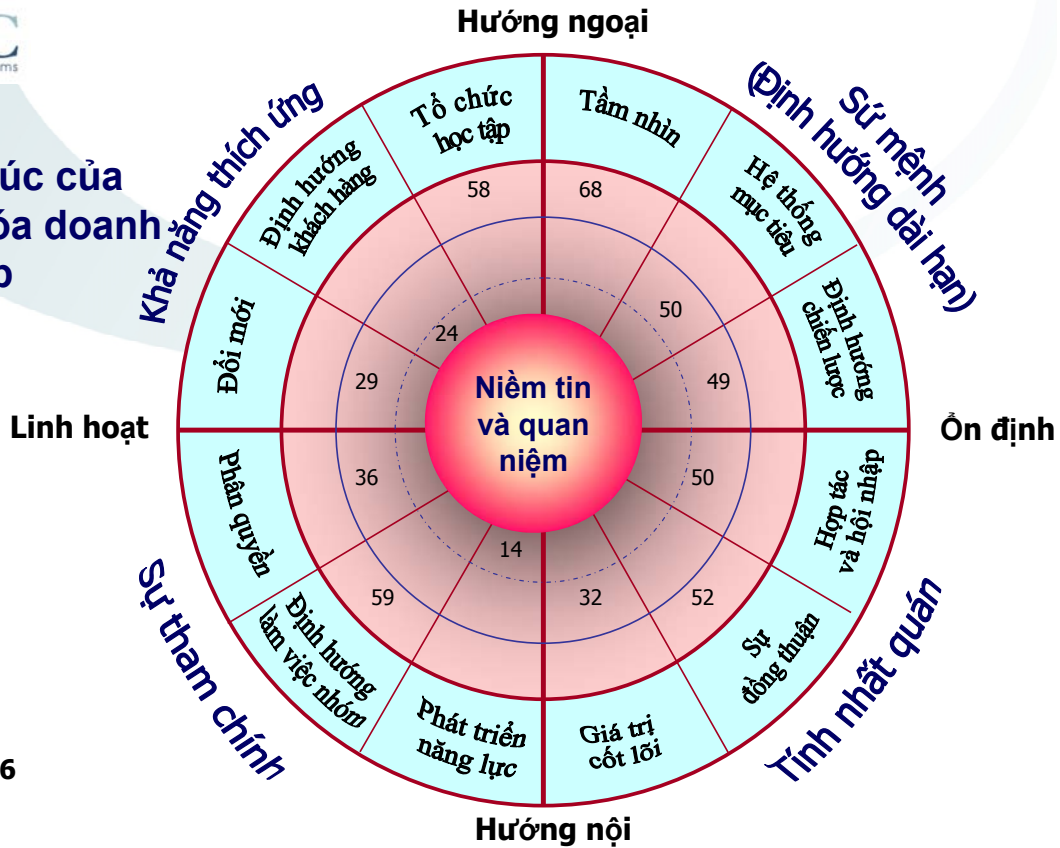 C
ms
úc của
óa doanh
p
Hướng ngoại
Khả năng thích ứng
Sứ mệnh
(Định hướng dài hạn)
Tổ chức
học tập
Tầm nhìn
Định hướng
khách hàng
Hệ thống
mục tiêu
Đổi mới
Định hướng
chiến lược
58
68
24
50
29
49
Linh hoạt
Niềm tin
và quan
niệm
Ổn định
36
50
14
59
32
52
Phân quyền
Hợp tác
và hội nhập
Định hướng
làm việc nhóm
Sự
đồng thuận
Phát triển
năng lực
Giá trị
cốt lõi
Sự tham chính
Tính nhất quán
6
Hướng nội